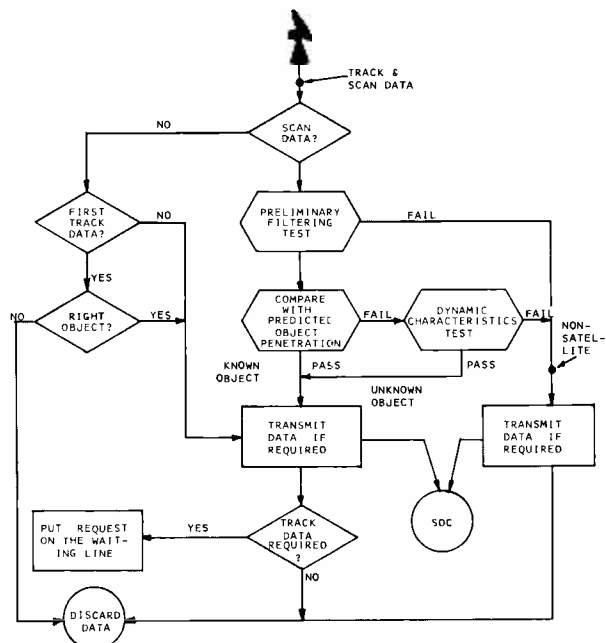 TRACK &
SCAN DATA
NO
SCAN
DATA?
FIRST
TRACK
DATA?
NO
PRELIMINARY
FILTERING
TEST
FAIL
YES
NO
RIGHT
OBJECT?
YES
COMPARE
WITH
PREDICTED
OBJECT
PENETRATION
FAIL
DYNAMIC
CHARACTERISTICS
TEST
FAIL
NON-
SATEL-
LITE
KNOWN
OBJECT
PASS
PASS
UNKNOWN
OBJECT
TRANSMIT
DATA IF
REQUIRED
TRANSMIT
DATA IF
REQUIRED
SDC
PUT REQUEST
ON THE WAIT-
ING LINE
YES
TRACK
DATA
REQUIRED
?
NO
DISCARD
DATA